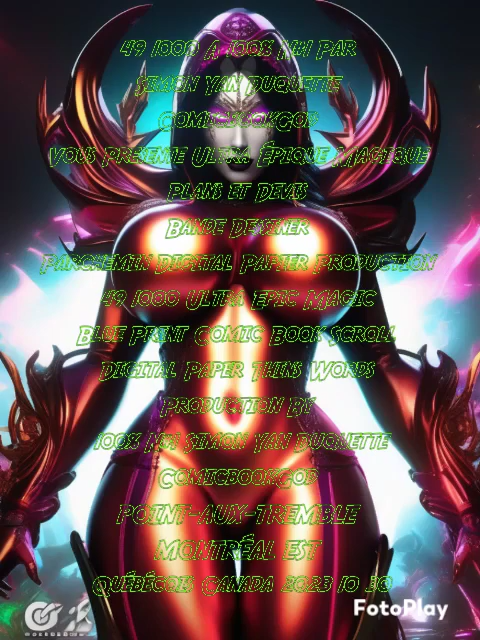 49 1000 A 100% Moi Par
Simon Yan Duquette
ComicbookGod
Vous Présente Ultra Épique Magique
Plans et Devis
Bande Dessiner
Parchemin Digital Papier Production
49 1000 Ultra Epic Magic
Blue Print Comic Book Scroll
Digital Paper Thins Words
Production By
100% Moi Simon Yan Duquette
ComicbookGod
POINT-AUX-TREMBLE
MONTRÉAL EST
Québécois Canada 2023 10 30
FotoPlay